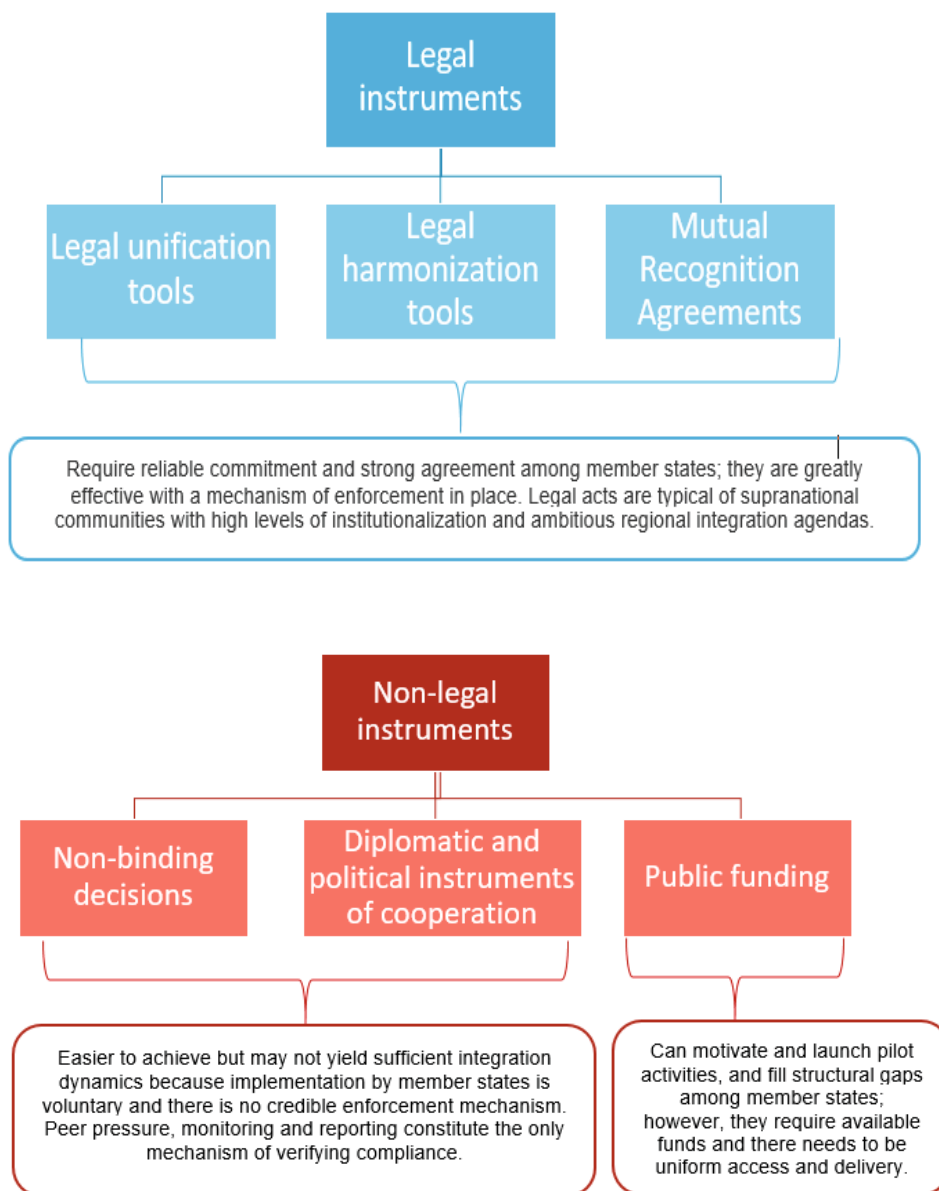 Legal
instruments
Legal unification
tools
Legal
harmonization
tools
Mutual
Recognition
Agreements
Require reliable commitment and strong agreement among member states; they are greatly
effective with a mechanism of enforcement in place. Legal acts are typical of supranational
communities with high levels of institutionalization and ambitious regional integration agendas.
Non-legal
instruments
Non-binding
decisions
Diplomatic and
political instruments
of cooperation
Public funding
Easier to achieve but may not yield sufficient integration
dynamics because implementation by member states is
voluntary and there is no credible enforcement mechanism.
Peer pressure, monitoring and reporting constitute the only
mechanism of verifying compliance.
Can motivate and launch pilot
activities, and fill structural gaps
among member states;
however, they require available
funds and there needs to be
uniform access and delivery.